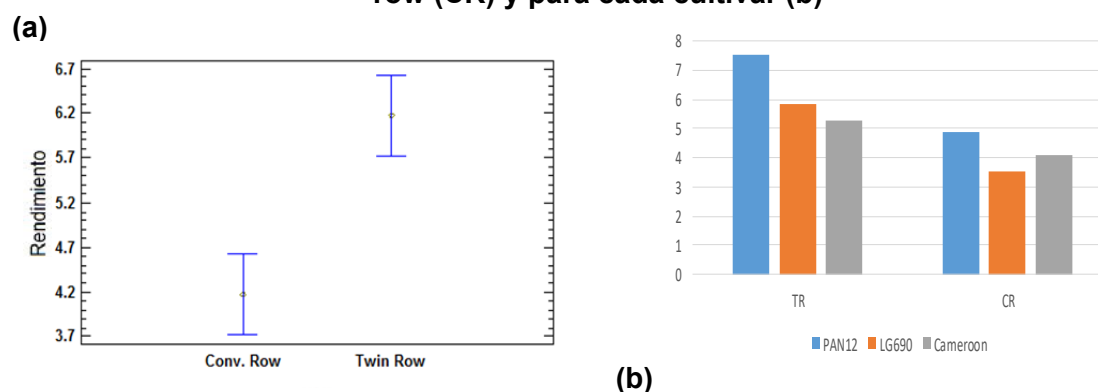 row (CR) y para cada cultivar (b)
(a)
6.7
6.2
5.7
5.2
4.7
4.2
3.7
Rendimiento
Conv. Row Twin Row
8
7
6
5
4
3
2
1
0
TR CR
PAN12 LG690 Cameroon
(b)